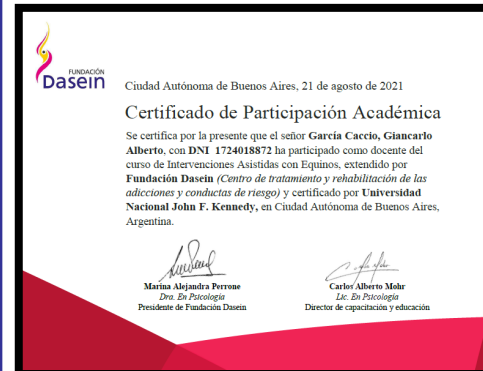 FUNDACIÓN
Dasein
Ciudad Autónoma de Buenos Aires, 21 de agosto de 2021
Certificado de Participación Académica
Se certifica por la presente que el señor García Caccio, Giancarlo
Alberto, con DNI 1724018872 ha participado como docente del
curso de Intervenciones Asistidas con Equinos, extendido por
Fundación Dasein (Centro de tratamiento y rehabilitación de las
adicciones y conductas de riesgo) y certificado por Universidad
Nacional John F. Kennedy, en Ciudad Autónoma de Buenos Aires,
Argentina.
Marina Alejandra Perrone
Dra. En Psicología
Presidente de Fundación Dasein
Carlos Alberto Mohr
Lic. En Psicología
Director de capacitación y educación